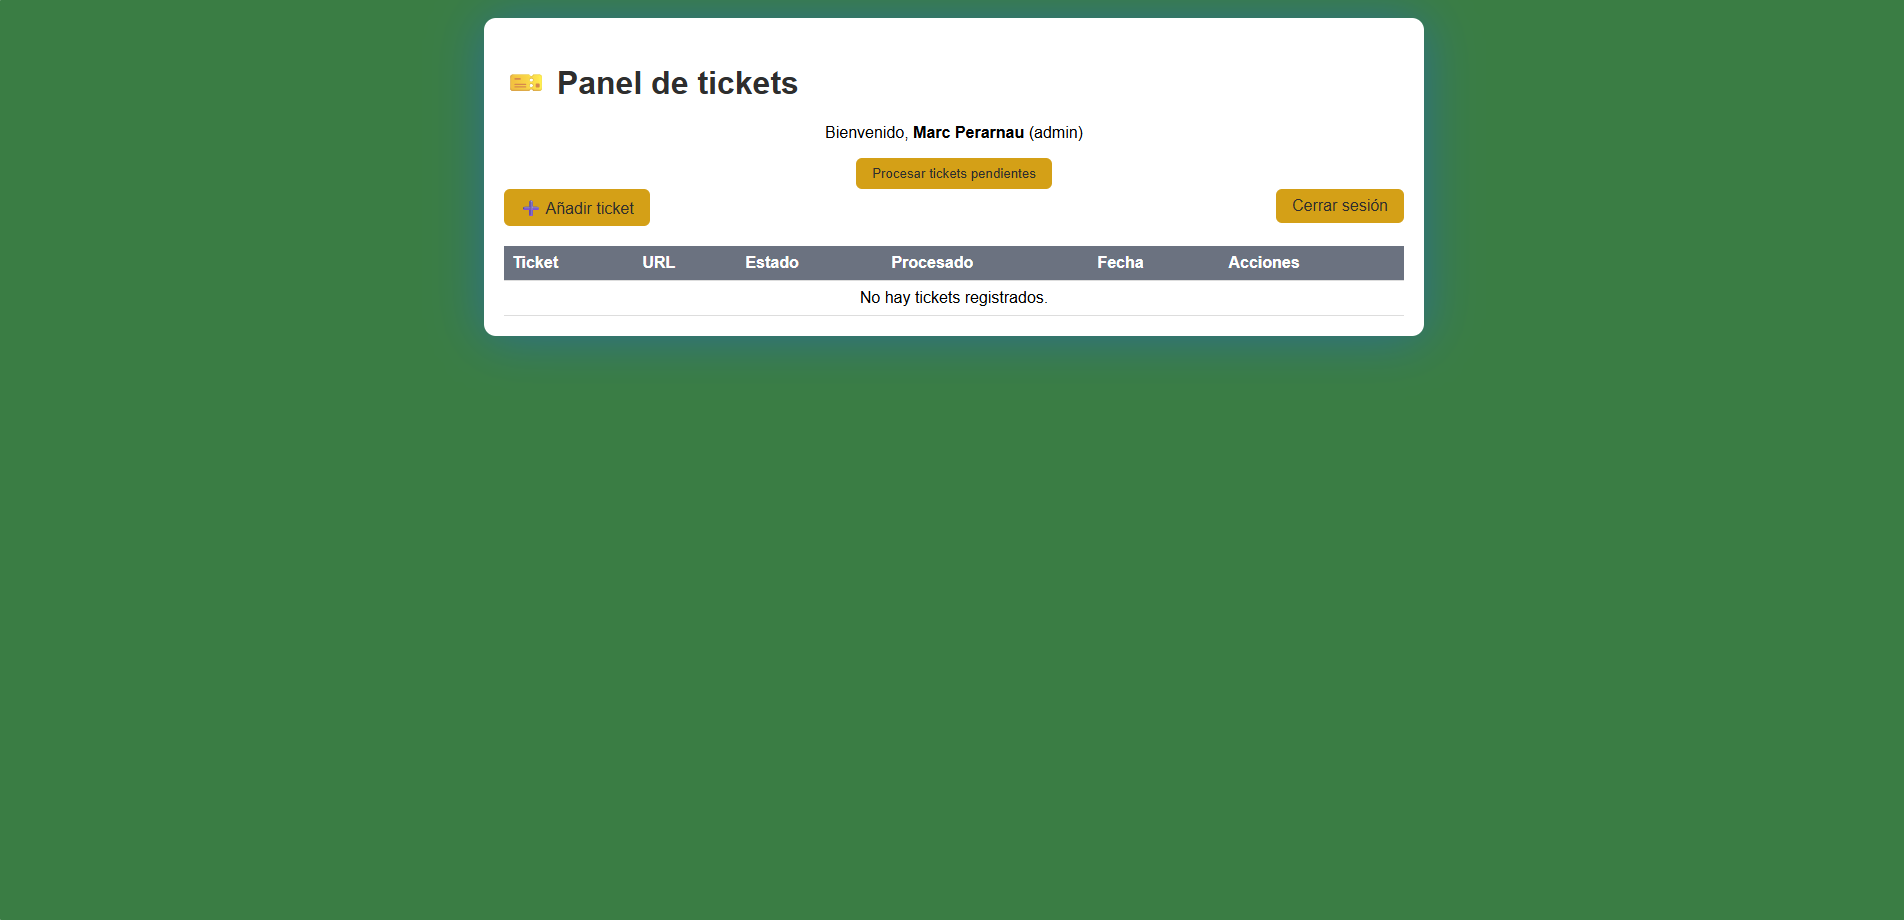 Panel de tickets
Bienvenido, Marc Perarnau (admin)
Procesar tickets pendientes
Añadir ticket
Cerrar sesión
Ticket URL Estado Procesado Fecha Acciones
No hay tickets registrados.